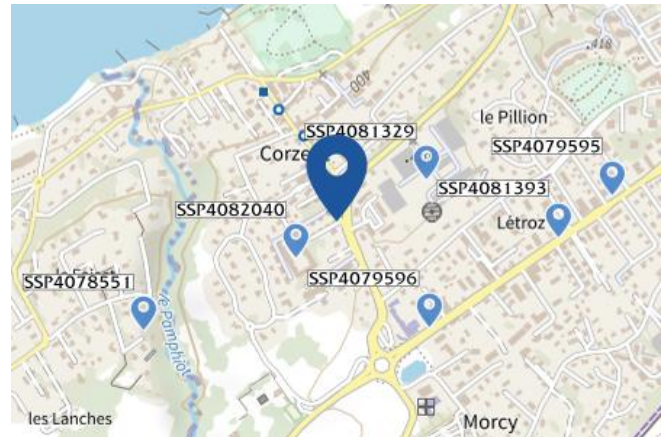 418
400
le Pillion
SSP4081329
Corze
SSP4079595
SSP4081393
SSP4082040
Létroz
SSP4079596
SSP4078551
le Pamphiot
les Lanches
Morcy